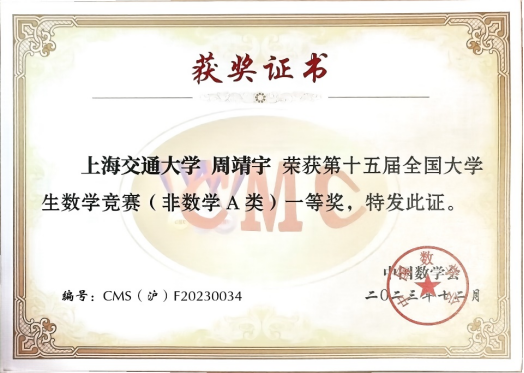 获奖证书
上海交通大学 周靖宇 荣获第十五届全国大学
生数学竞赛(非数学A类)一等奖,特发此证。
CMC
中国数学会
编号:CMS(沪)F20230034
二〇二三年十二月